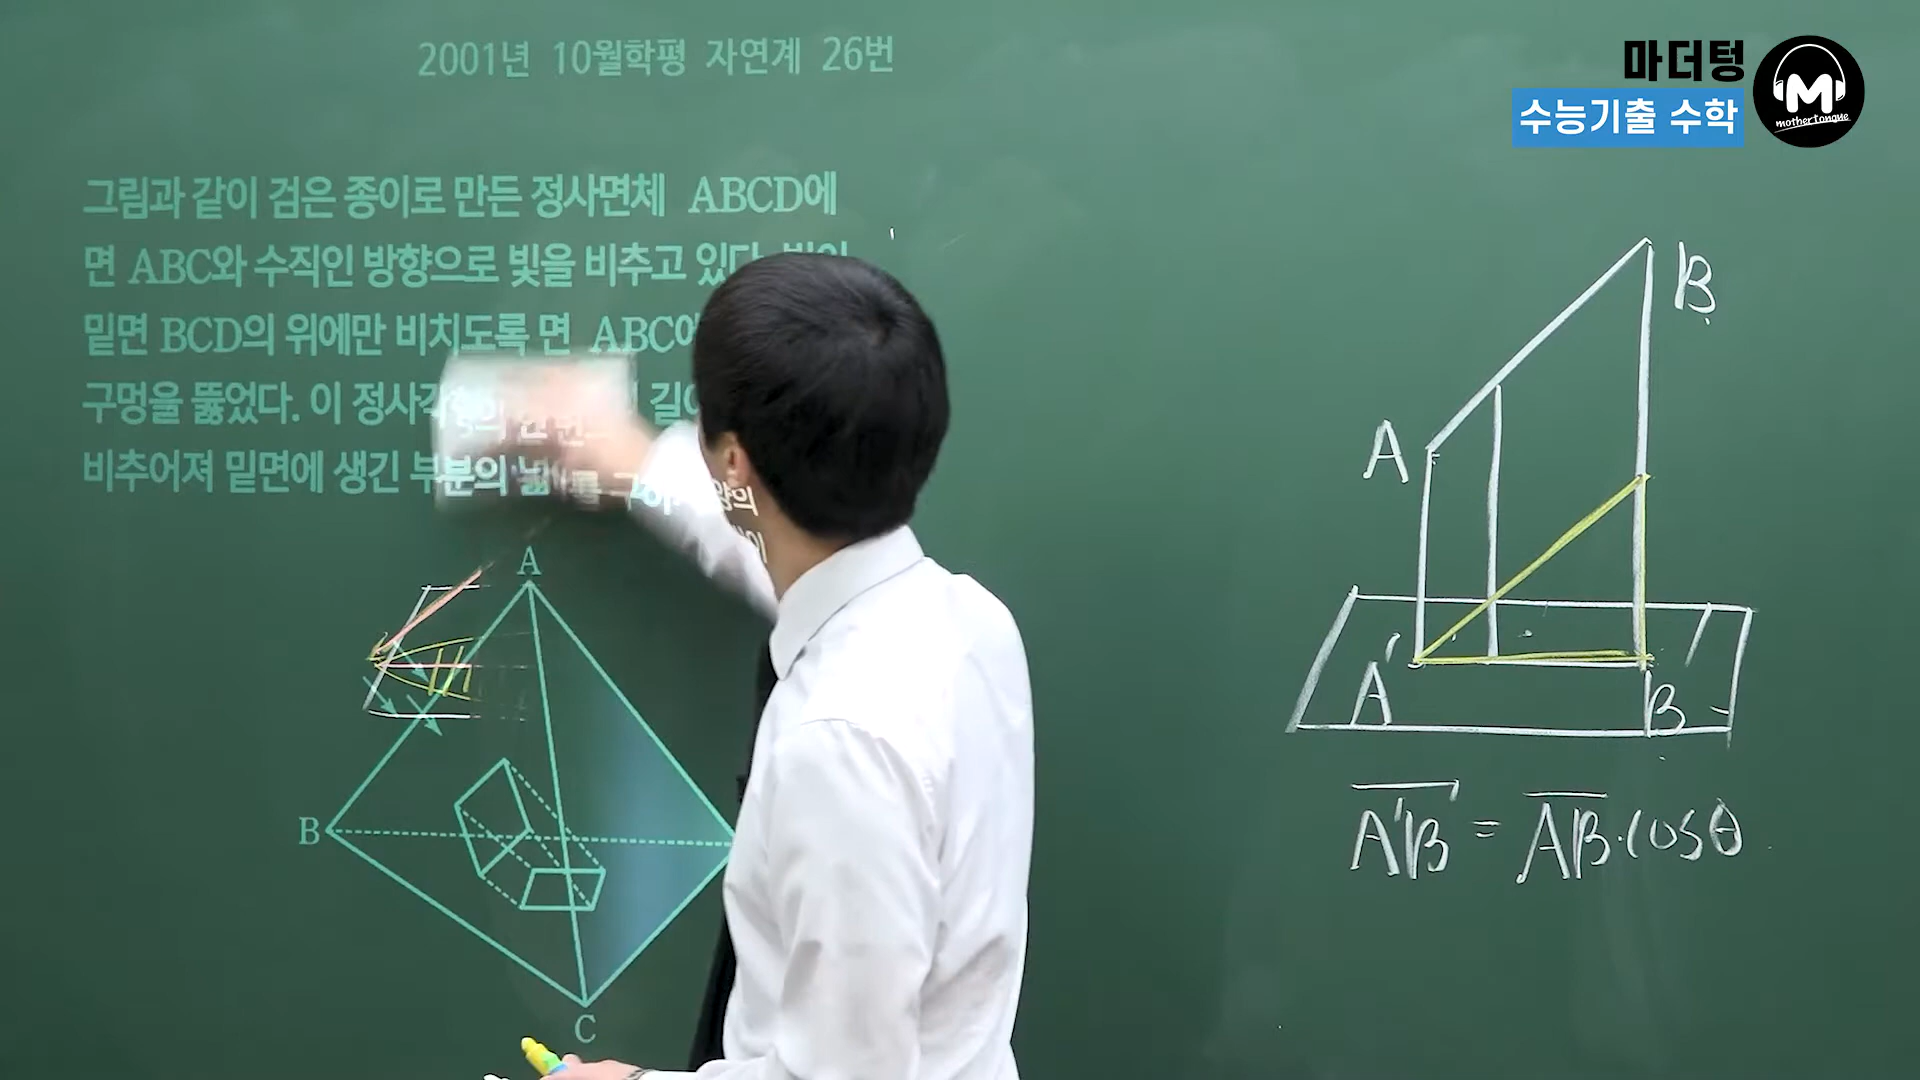 2001년 10월학평 자연계 26번
마더텅
수능기출 수학
M
mothertongue
그림과 같이 검은 종이로 만든 정사면체 ABCD에
면 ABC와 수직인 방향으로 빛을 비추고 있다.
밑면 BCD의 위에만 비치도록 면 ABC에
구멍을 뚫었다. 이 정사각형의 한 변의 길이
비추어져 밑면에 생긴 부분의
A
B
C
B
A
A'
B'
A'B' = AB·cosθ